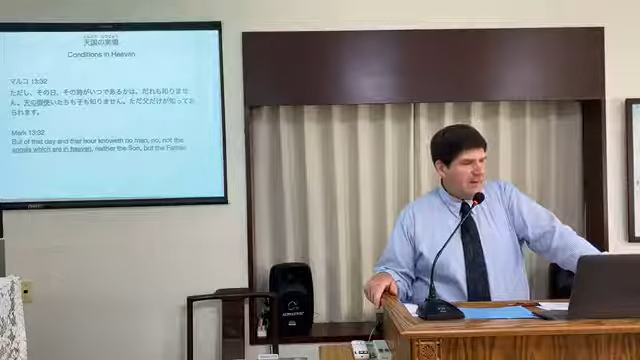 天国の実情
Conditions in Heaven
マルコ 13:32
ただし、その日、その時がいつであるかは、だれも知りませ
ん。天の御使いたちも子も知りません。ただ父だけが知ってお
られます。
Mark 13:32
But of that day and that hour knoweth no man, no, not the
angels which are in heaven, neither the Son, but the Father.